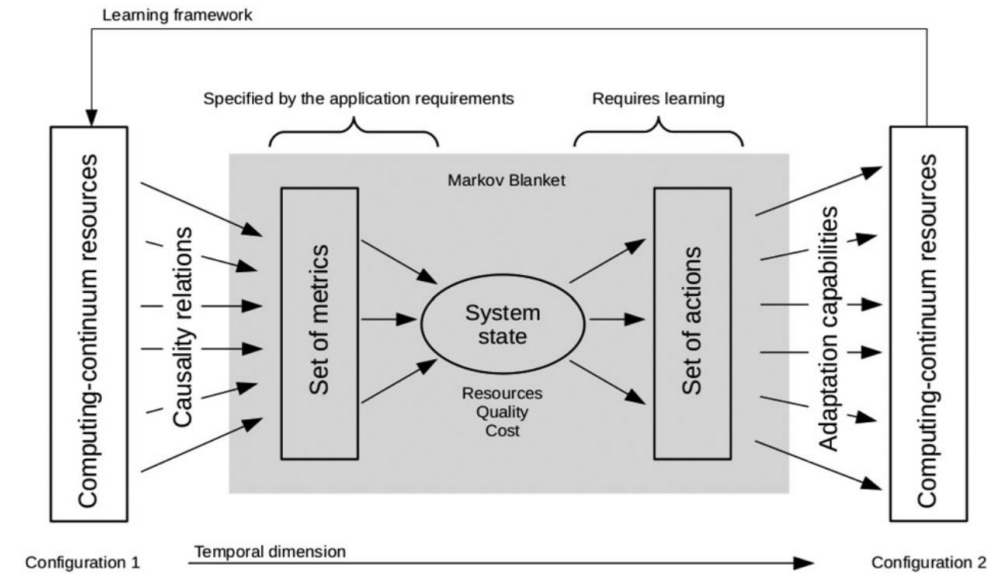 Learning framework
Specified by the application requirements
Requires learning
Markov Blanket
Computing-continuum resources
Causality relations
Set of metrics
System
state
Resources
Quality
Cost
Set of actions
Adaptation capabilities
Computing-continuum resources
Configuration 1
Temporal dimension
Configuration 2